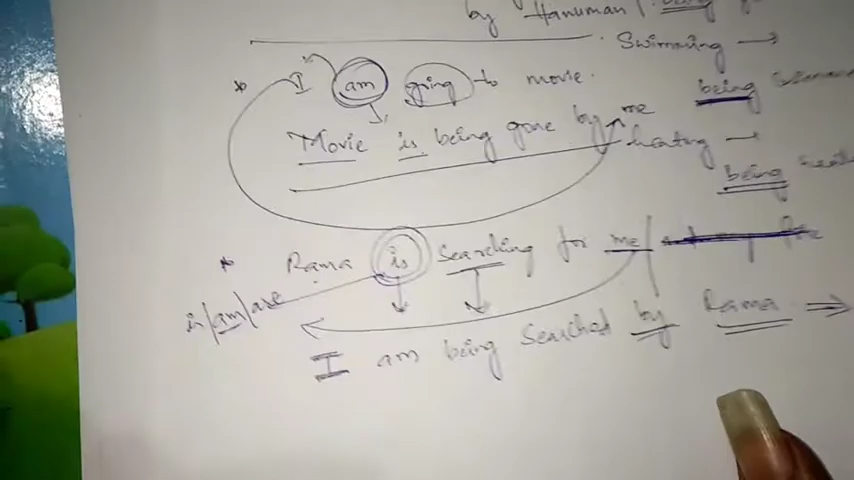 by Hanuman being
Swimming →
* I am going to movie.
being
Movie is being gone by me
heating →
being
* Rama is searching for me
is/am/are
I am being searched by Rama ⇒